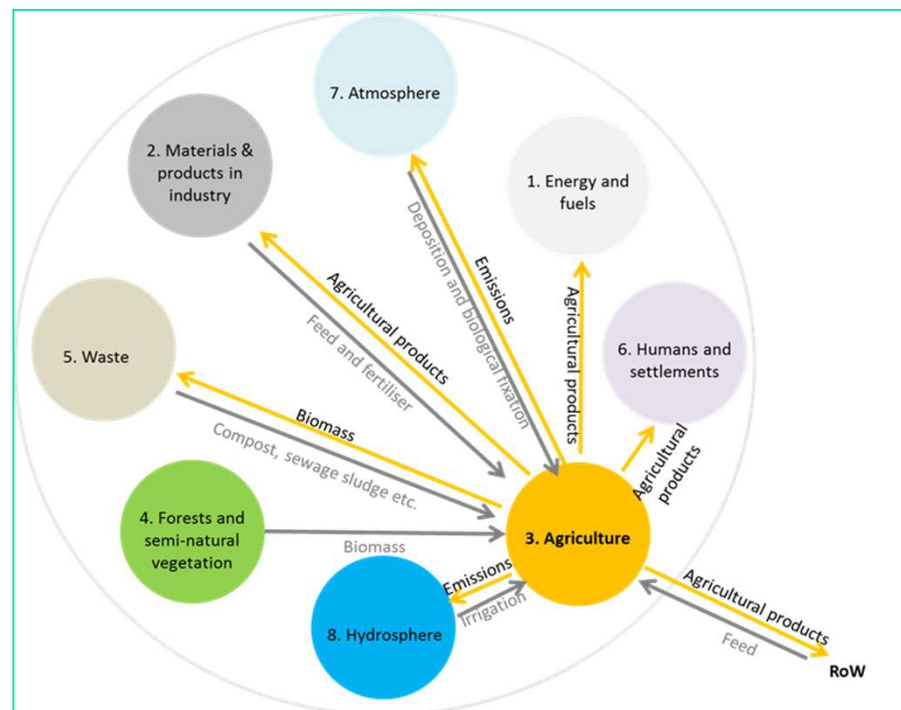 7. Atmosphere
2. Materials &
products in
industry
1. Energy and
fuels
Deposition and biological fixation
Emissions
Agricultural products
Feed and fertiliser
Agricultural products
6. Humans and
settlements
5. Waste
Biomass
Compost, sewage sludge etc.
Agricultural
products
4. Forests and
semi-natural
vegetation
Biomass
3. Agriculture
Emissions
Irrigation
8. Hydrosphere
Agricultural products
Feed
RoW